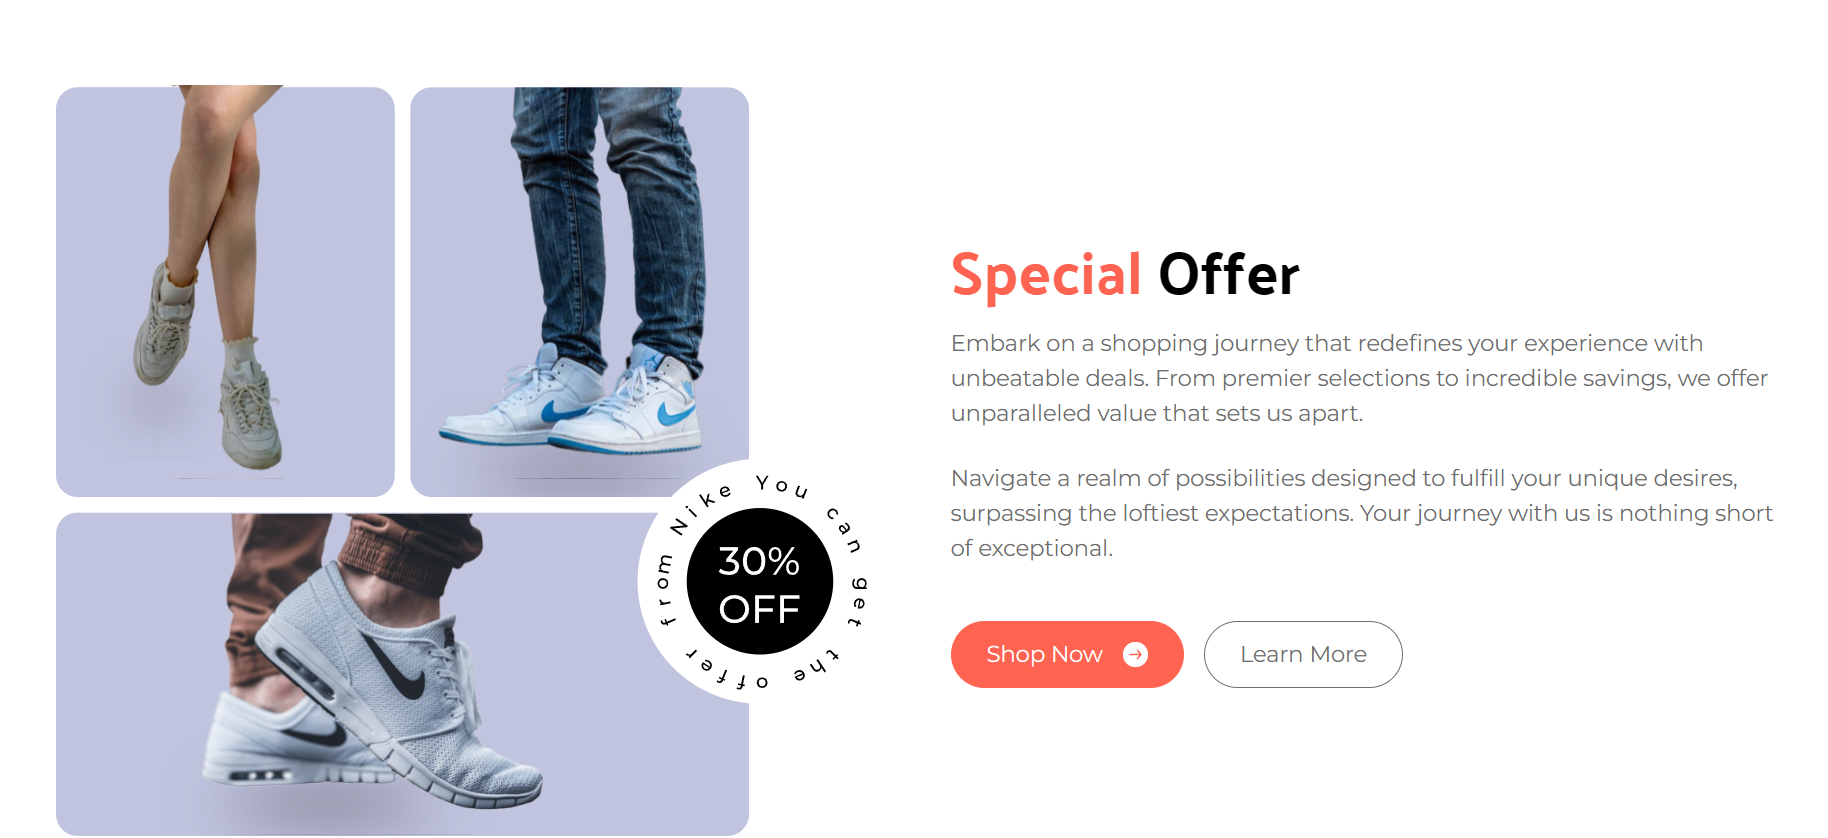 You can get the offer from Nike
30%
OFF
Special Offer
Embark on a shopping journey that redefines your experience with
unbeatable deals. From premier selections to incredible savings, we offer
unparalleled value that sets us apart.
Navigate a realm of possibilities designed to fulfill your unique desires,
surpassing the loftiest expectations. Your journey with us is nothing short
of exceptional.
Shop Now
Learn More